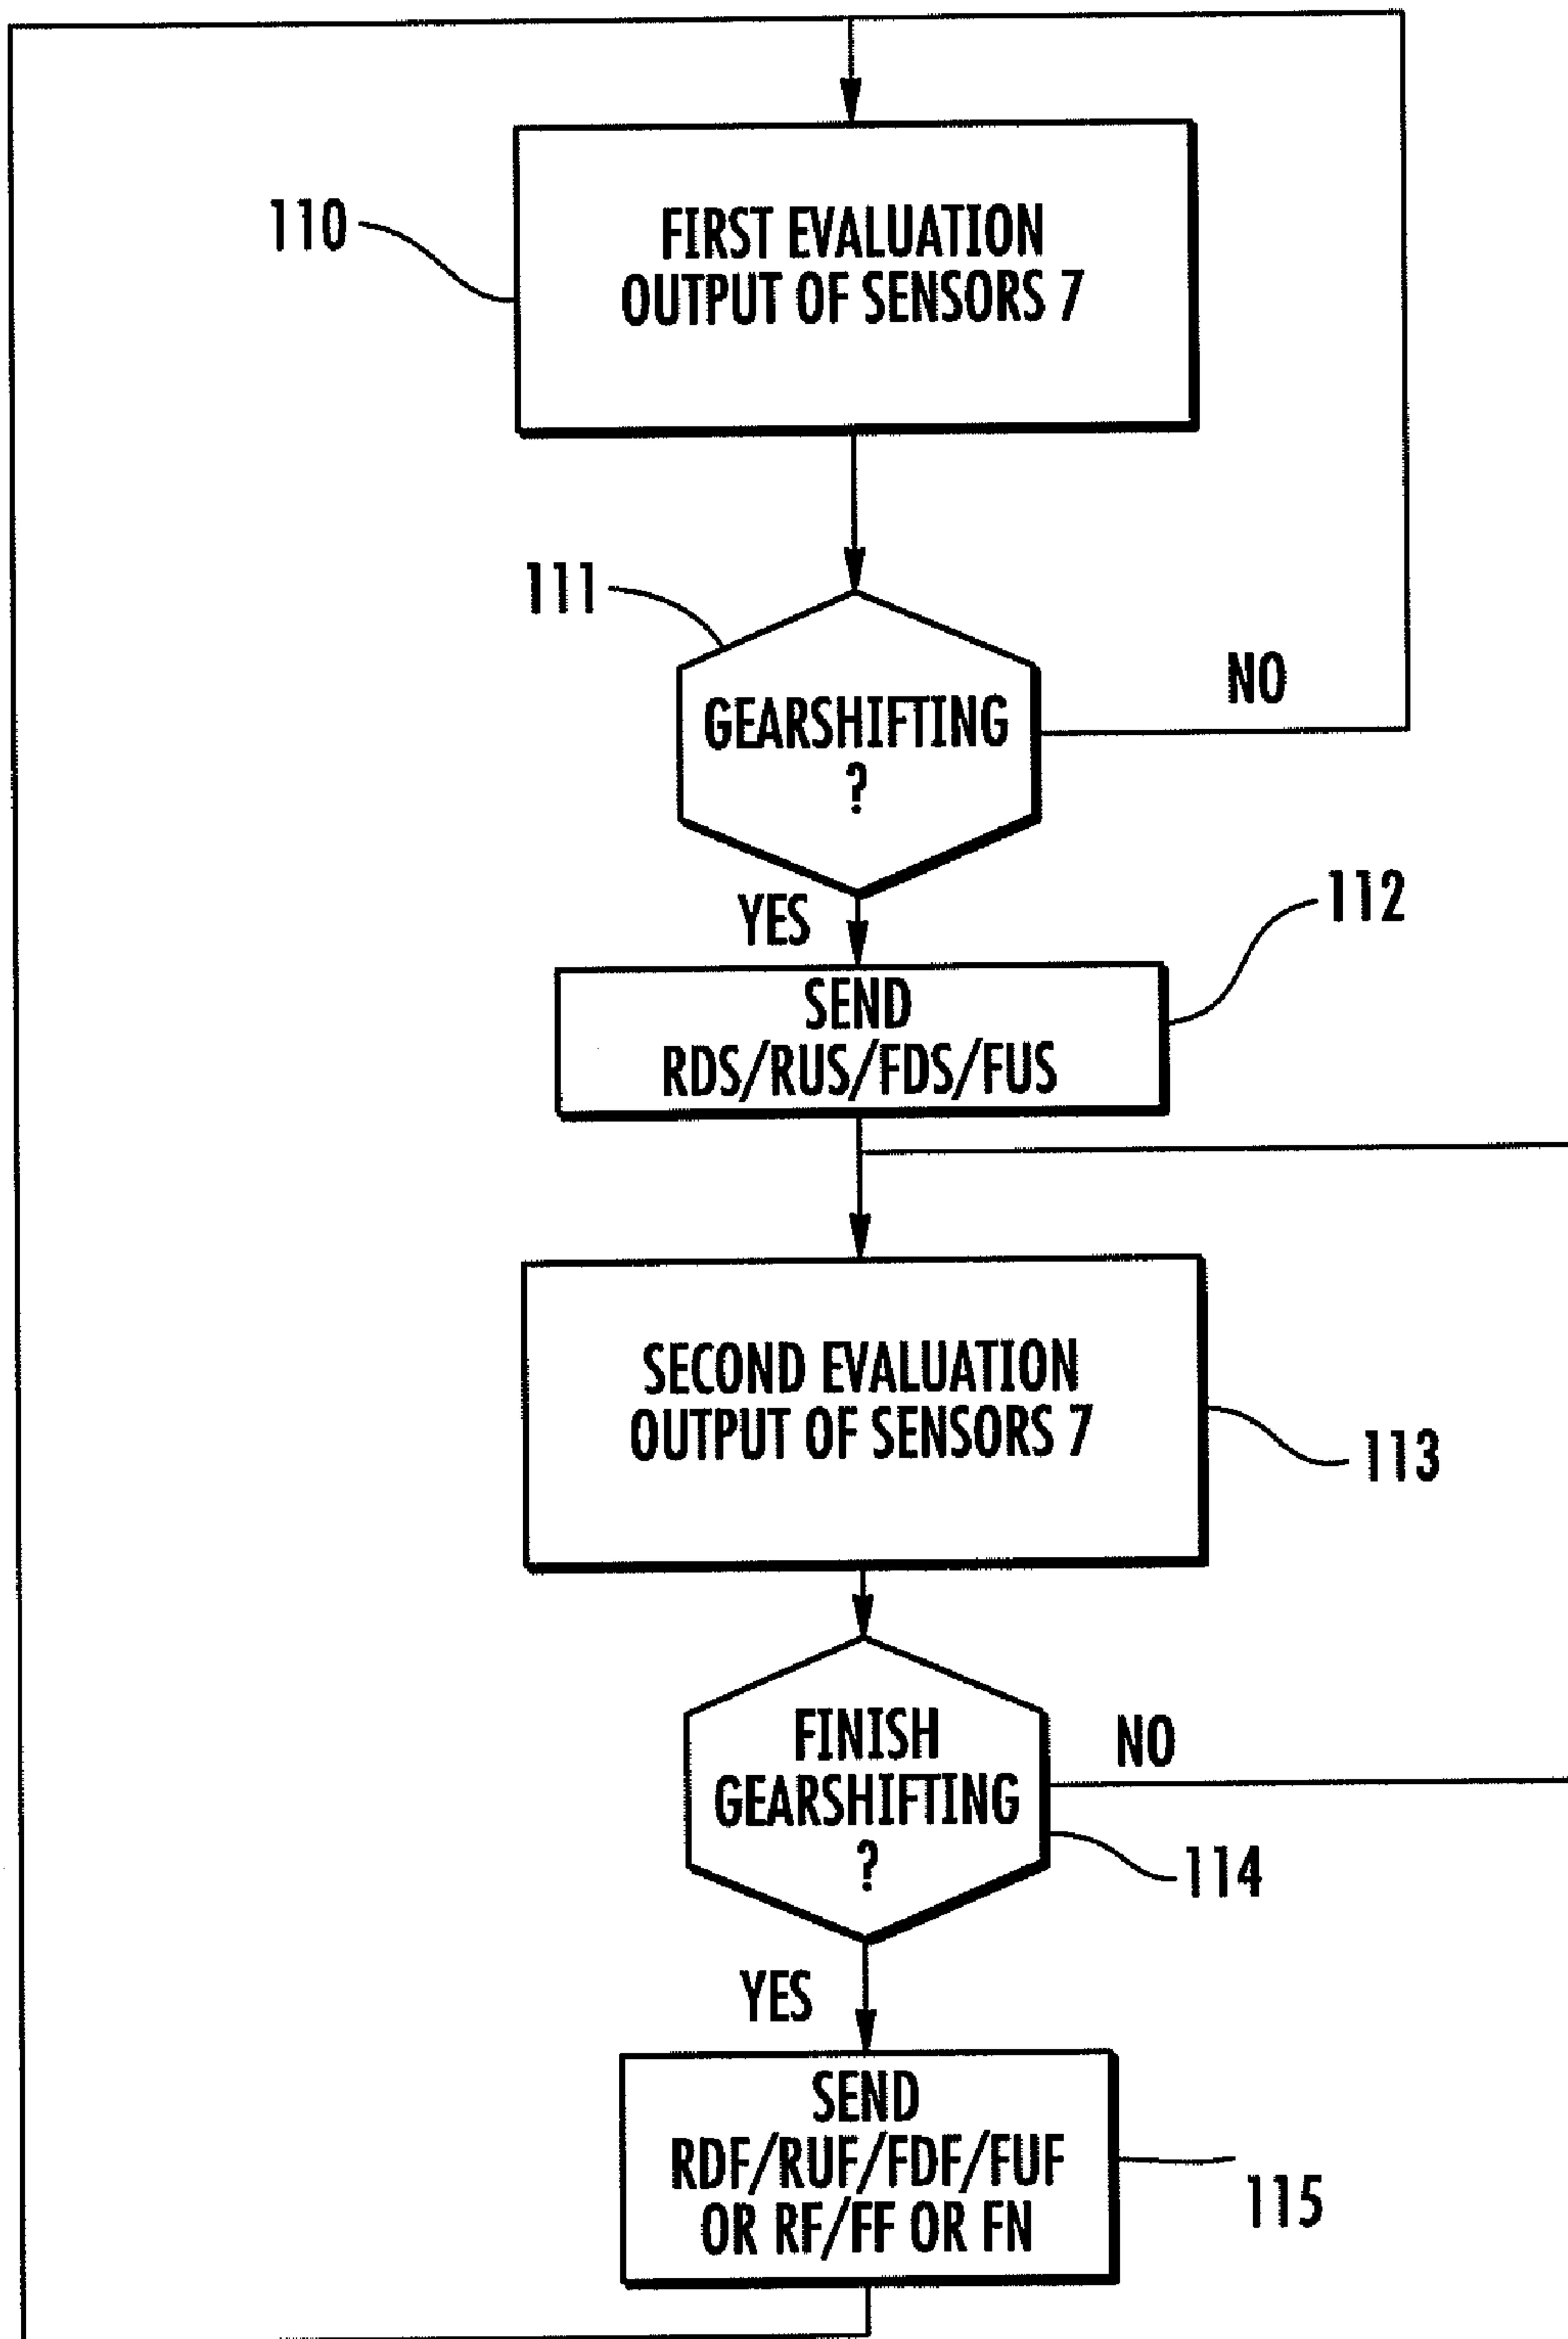 110
FIRST EVALUATION
OUTPUT OF SENSORS 7
111
GEARSHIFTING
?
NO
YES
112
SEND
RDS/RUS/FDS/FUS
SECOND EVALUATION
OUTPUT OF SENSORS 7
113
FINISH
GEARSHIFTING
?
NO
114
YES
SEND
RDF/RUF/FDF/FUF
OR RF/FF OR FN
115